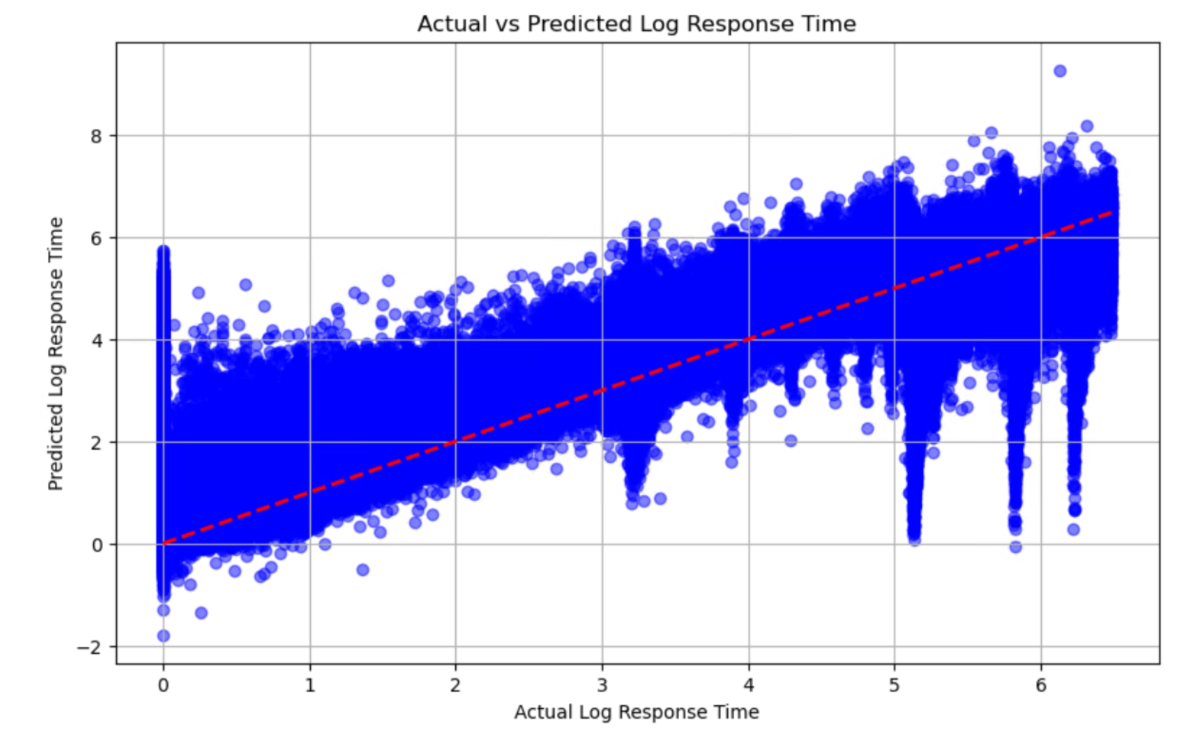 Actual vs Predicted Log Response Time
Predicted Log Response Time
8
6
4
2
0
−2
0 1 2 3 4 5 6
Actual Log Response Time